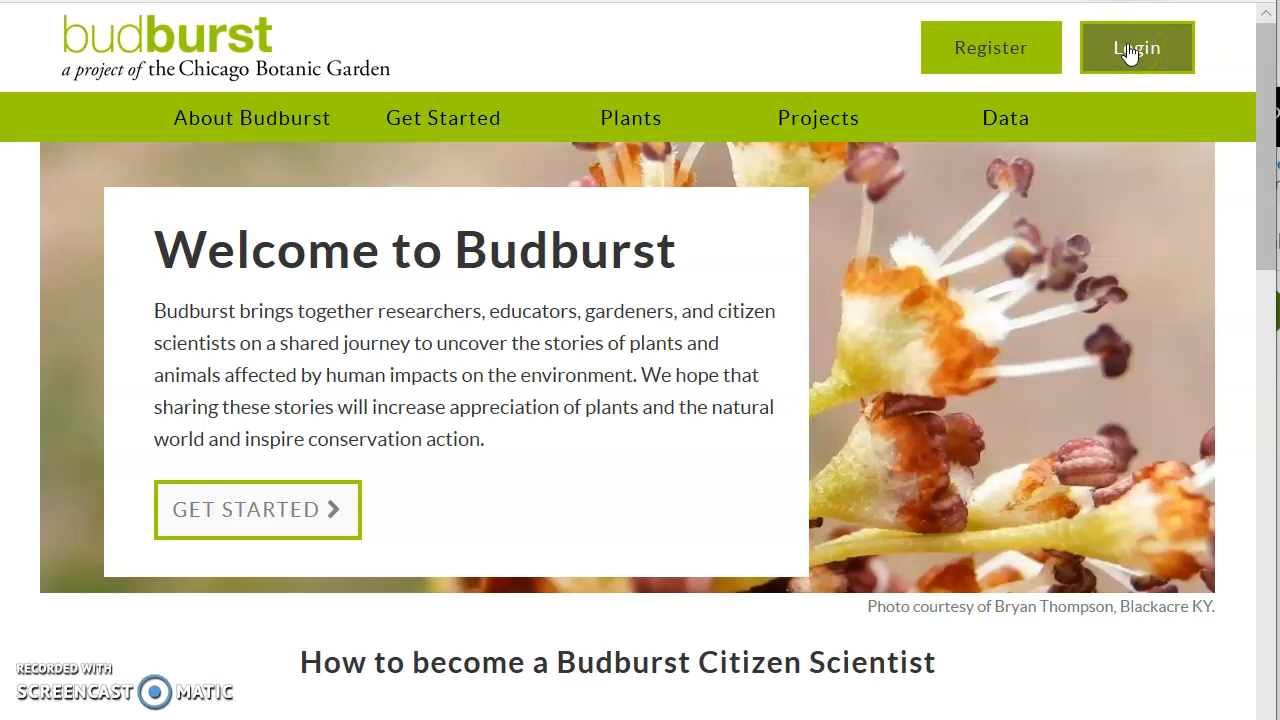 budburst
a project of the Chicago Botanic Garden
Register
Login
About Budburst
Get Started
Plants
Projects
Data
Welcome to Budburst
Budburst brings together researchers, educators, gardeners, and citizen
scientists on a shared journey to uncover the stories of plants and
animals affected by human impacts on the environment. We hope that
sharing these stories will increase appreciation of plants and the natural
world and inspire conservation action.
GET STARTED
Photo courtesy of Bryan Thompson, Blackacre KY.
How to become a Budburst Citizen Scientist
RECORDED WITH
SCREENCAST MATIC